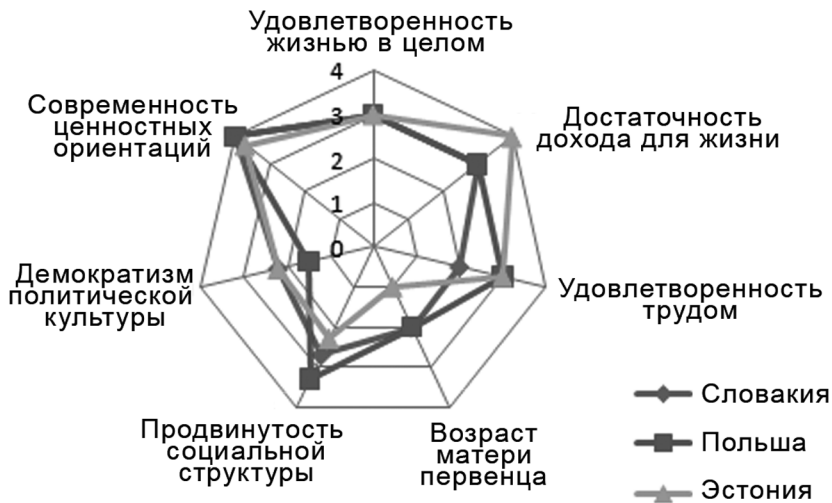 Удовлетворенность
жизнью в целом
4
3
2
1
0
Достаточность
дохода для жизни
Удовлетворенность
трудом
Возраст
матери
первенца
Продвинутость
социальной
структуры
Демократизм
политической
культуры
Современность
ценностных
ориентаций
Словакия
Польша
Эстония